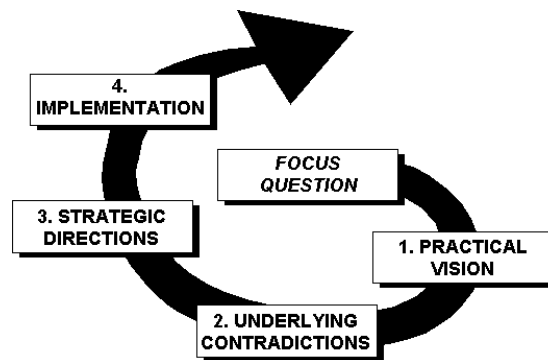 4.
IMPLEMENTATION
FOCUS
QUESTION
3. STRATEGIC
DIRECTIONS
1. PRACTICAL
VISION
2. UNDERLYING
CONTRADICTIONS